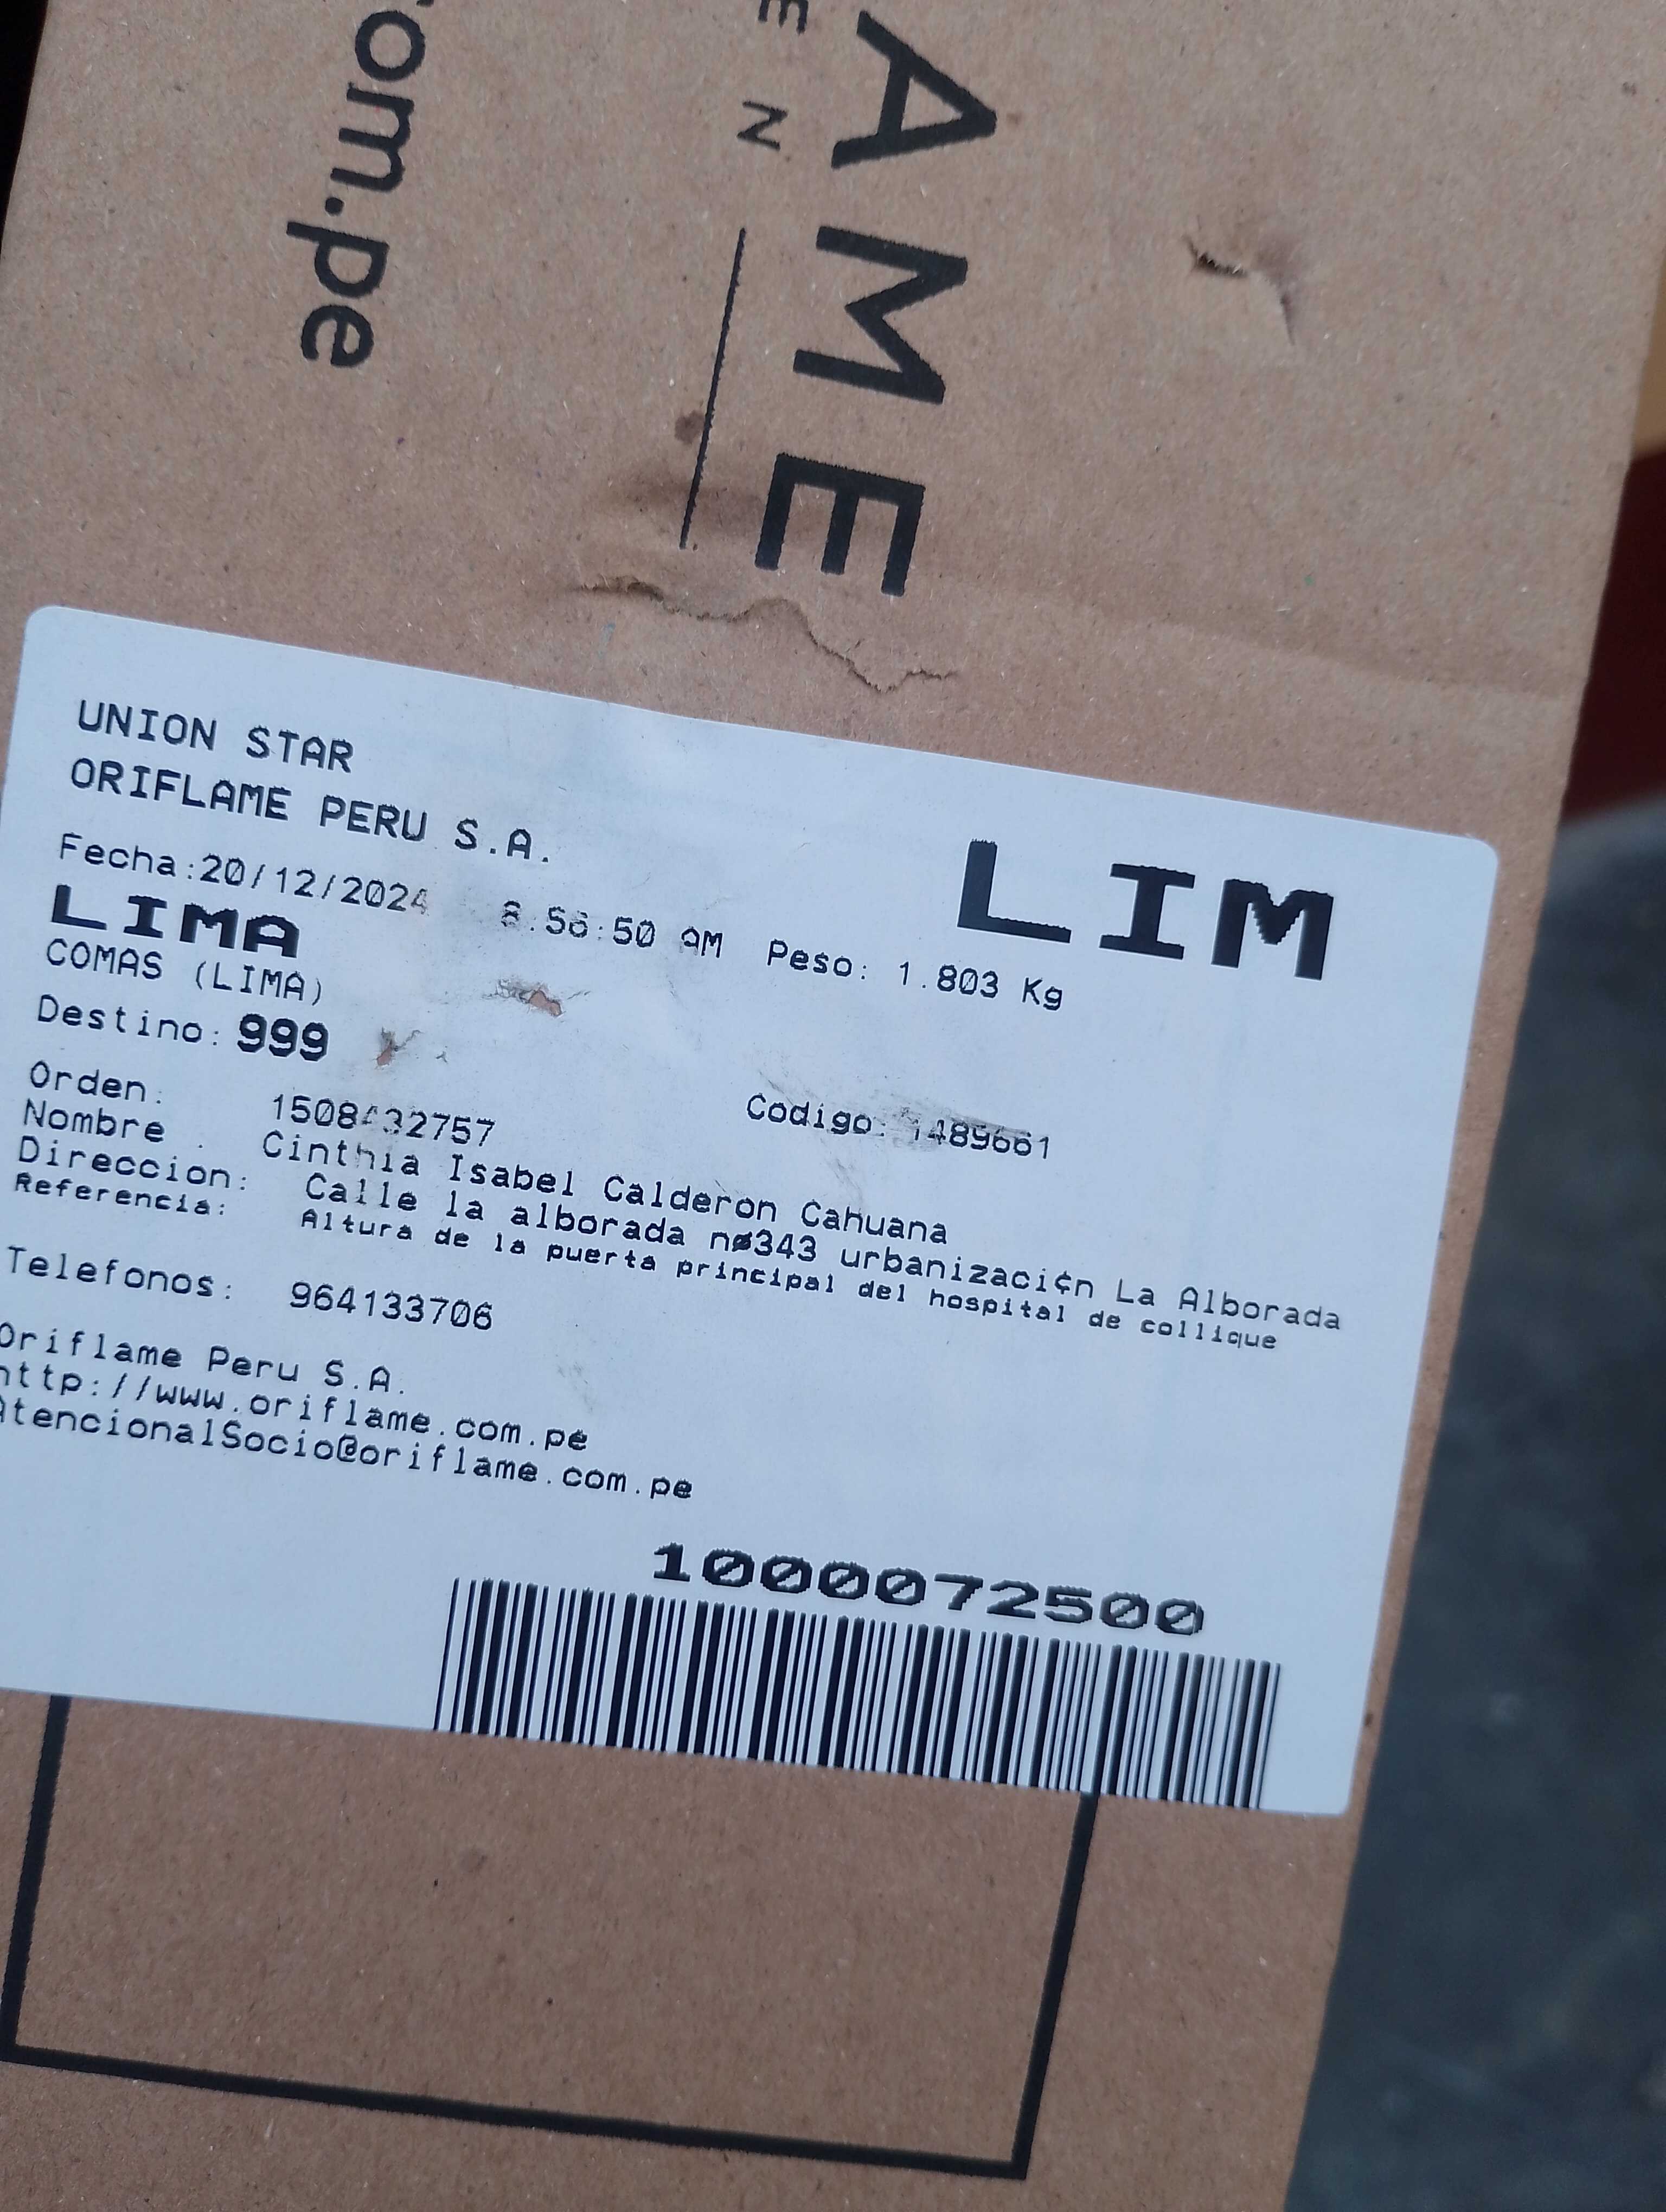 AME
E N
om.pe
UNION STAR
ORIFLAME PERU S.A.
LIM
Fecha:20/12/2024 8:56:50 AM Peso: 1.803 Kg
LIMA
COMAS (LIMA)
Destino: 999
Orden: Codigo:
Nombre : Cinthia Isabel Calderon Cahuana
Direccion: Calle la alborada nø343 urbanizaci¢n La Alborada
Referencia: Altura de la puerta principal del hospital de collique
Telefonos: 964133706
Oriflame Peru S.A.
http://www.oriflame.com.pe
AtencionalSocio@oriflame.com.pe
1000072500